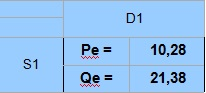 D1
S1
Pe = 10,28
Qe = 21,38